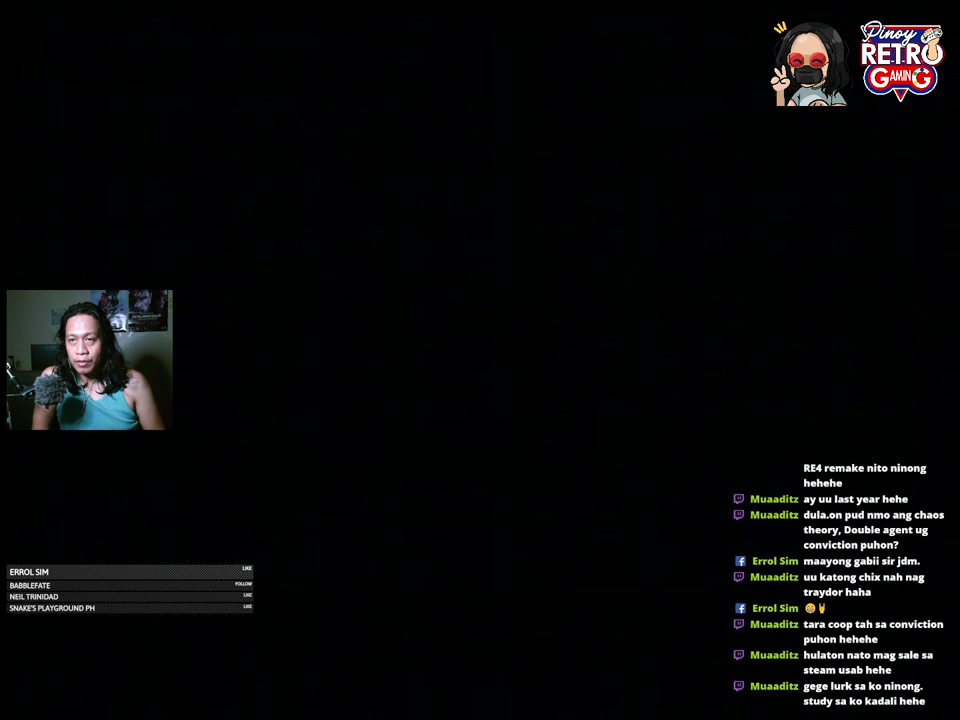 Pinoy
RETRO
GAMING
RE4 remake nito ninong
hehehe
Muaaditz ay uu last year hehe
Muaaditz dula.on pud nmo ang chaos
theory, Double agent ug
conviction puhon?
Errol Sim maayong gabii sir jdm.
Muaaditz uu katong chix nah nag
traydor haha
Errol Sim 😁🤘
Muaaditz tara coop tah sa conviction
puhon hehehe
Muaaditz hulaton nato mag sale sa
steam usab hehe
Muaaditz gege lurk sa ko ninong.
study sa ko kadali hehe
ERROL SIM LIKE
BABBLEFATE FOLLOW
NEIL TRINIDAD LIKE
SNAKE'S PLAYGROUND PH LIKE